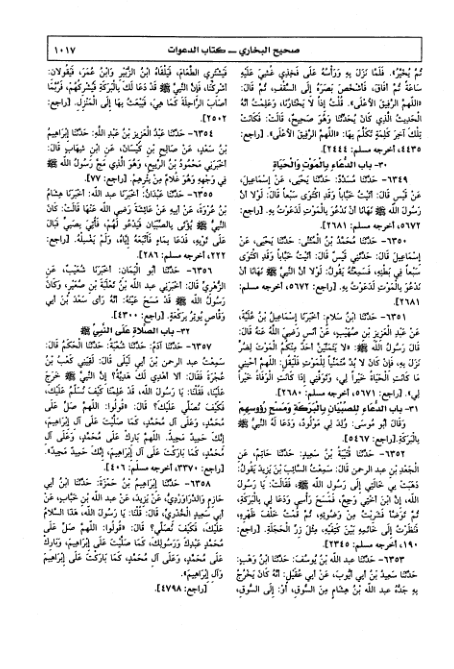 صحيح البخاري ــ كتاب الدعوات
١٠١٧
ثُمَّ يُخَيَّرُ». فَلَمَّا نَزَلَ بِهِ وَرَأْسُهُ عَلَى فَخِذِي غُشِيَ عَلَيْهِ
سَاعَةً ثُمَّ أَفَاقَ، فَأَشْخَصَ بَصَرَهُ إِلَى السَّقْفِ، ثُمَّ قَالَ:
«اللَّهُمَّ الرَّفِيقَ الأَعْلَى». قُلْتُ إِذًا لَا يَخْتَارُنَا، وَعَلِمْتُ أَنَّهُ
الْحَدِيثُ الَّذِي كَانَ يُحَدِّثُنَا وَهُوَ صَحِيحٌ، قَالَتْ: فَكَانَتْ
تِلْكَ آخِرَ كَلِمَةٍ تَكَلَّمَ بِهَا: «اللَّهُمَّ الرَّفِيقَ الأَعْلَى». [راجع:
٤٤٣٥، أخرجه مسلم: ٢٤٤٤].
٣٠- باب الدُّعَاءِ بِالْمَوْتِ وَالْحَيَاةِ
٦٣٤٩- حَدَّثَنَا مُسَدَّدٌ: حَدَّثَنَا يَحْيَى، عَنْ إِسْمَاعِيلَ،
عَنْ قَيْسٍ قَالَ: أَتَيْتُ خَبَّابًا وَقَدِ اكْتَوَى سَبْعًا قَالَ: لَوْلَا أَنَّ
رَسُولَ اللَّهِ ﷺ نَهَانَا أَنْ نَدْعُوَ بِالْمَوْتِ لَدَعَوْتُ بِهِ. [راجع:
٥٦٧٢، أخرجه مسلم: ٢٦٨١].
٦٣٥٠- حَدَّثَنَا مُحَمَّدُ بْنُ الْمُثَنَّى: حَدَّثَنَا يَحْيَى، عَنْ
إِسْمَاعِيلَ قَالَ: حَدَّثَنِي قَيْسٌ قَالَ: أَتَيْتُ خَبَّابًا وَقَدِ اكْتَوَى
سَبْعًا فِي بَطْنِهِ، فَسَمِعْتُهُ يَقُولُ: لَوْلَا أَنَّ النَّبِيَّ ﷺ نَهَانَا أَنْ
نَدْعُوَ بِالْمَوْتِ لَدَعَوْتُ بِهِ. [راجع: ٥٦٧٢، أخرجه مسلم:
٢٦٨١].
٦٣٥١- حَدَّثَنَا ابْنُ سَلَامٍ: أَخْبَرَنَا إِسْمَاعِيلُ بْنُ عُلَيَّةَ،
عَنْ عَبْدِ الْعَزِيزِ بْنِ صُهَيْبٍ، عَنْ أَنَسٍ رَضِيَ اللَّهُ عَنْهُ قَالَ:
قَالَ رَسُولُ اللَّهِ ﷺ: «لَا يَتَمَنَّيَنَّ أَحَدٌ مِنْكُمُ الْمَوْتَ لِضُرٍّ
نَزَلَ بِهِ، فَإِنْ كَانَ لَا بُدَّ مُتَمَنِّيًا لِلْمَوْتِ فَلْيَقُلِ: اللَّهُمَّ أَحْيِنِي
مَا كَانَتِ الْحَيَاةُ خَيْرًا لِي، وَتَوَفَّنِي إِذَا كَانَتِ الْوَفَاةُ خَيْرًا
لِي». [راجع: ٥٦٧١، أخرجه مسلم: ٢٦٨٠].
٣١- باب الدُّعَاءِ لِلصِّبْيَانِ بِالْبَرَكَةِ وَمَسْحِ رُؤُوسِهِمْ
وَقَالَ أَبُو مُوسَى: وُلِدَ لِي مَوْلُودٌ، وَدَعَا لَهُ النَّبِيُّ ﷺ
بِالْبَرَكَةِ. [راجع: ٥٤٦٧].
٦٣٥٢- حَدَّثَنَا قُتَيْبَةُ بْنُ سَعِيدٍ: حَدَّثَنَا حَاتِمٌ، عَنِ
الْجَعْدِ بْنِ عَبْدِ الرحمن قَالَ: سَمِعْتُ السَّائِبَ بْنَ يَزِيدَ يَقُولُ:
ذَهَبَتْ بِي خَالَتِي إِلَى رَسُولِ اللَّهِ ﷺ، فَقَالَتْ: يَا رَسُولَ
اللَّهِ، إِنَّ ابْنَ أُخْتِي وَجِعٌ، فَمَسَحَ رَأْسِي وَدَعَا لِي بِالْبَرَكَةِ،
ثُمَّ تَوَضَّأَ فَشَرِبْتُ مِنْ وَضُوئِهِ، ثُمَّ قُمْتُ خَلْفَ ظَهْرِهِ،
فَنَظَرْتُ إِلَى خَاتَمِهِ بَيْنَ كَتِفَيْهِ، مِثْلَ زِرِّ الْحَجَلَةِ. [راجع:
١٩٠، أخرجه مسلم: ٢٣٤٥].
٦٣٥٣- حَدَّثَنَا عبد اللَّه بْنُ يُوسُفَ: حَدَّثَنَا ابْنُ وَهْبٍ:
حَدَّثَنَا سَعِيدُ بْنُ أَبِي أَيُّوبَ، عَنْ أَبِي عُقَيْلٍ: أَنَّهُ كَانَ يَخْرُجُ
بِهِ جَدُّهُ عبد اللَّه بْنُ هِشَامٍ مِنَ السُّوقِ، أَوْ: إِلَى السُّوقِ،
فَيَشْتَرِي الطَّعَامَ، فَيَلْقَاهُ ابْنُ الزُّبَيْرِ وَابْنُ عُمَرَ، فَيَقُولَانِ:
أَشْرِكْنَا، فَإِنَّ النَّبِيَّ ﷺ قَدْ دَعَا لَكَ بِالْبَرَكَةِ فَيُشْرِكُهُمْ، فَرُبَّمَا
أَصَابَ الرَّاحِلَةَ كَمَا هِيَ، فَيَبْعَثُ بِهَا إِلَى الْمَنْزِلِ. [راجع:
٢٥٠٢].
٦٣٥٤- حَدَّثَنَا عَبْدُ الْعَزِيزِ بْنُ عَبْدِ اللَّهِ: حَدَّثَنَا إِبْرَاهِيمُ
بْنُ سَعْدٍ، عَنْ صَالِحِ بْنِ كَيْسَانَ، عَنِ ابْنِ شِهَابٍ قَالَ:
أَخْبَرَنِي مَحْمُودُ بْنُ الرَّبِيعِ، وَهُوَ الَّذِي مَجَّ رَسُولُ اللَّهِ ﷺ
فِي وَجْهِهِ وَهُوَ غُلَامٌ مِنْ بِئْرِهِمْ. [راجع: ٧٧].
٦٣٥٥- حَدَّثَنَا عَبْدَانُ: أَخْبَرَنَا عبد اللَّه: أَخْبَرَنَا هِشَامُ
بْنُ عُرْوَةَ، عَنْ أَبِيهِ عَنْ عَائِشَةَ رَضِيَ اللَّهُ عَنْهَا قَالَتْ: كَانَ
النَّبِيُّ ﷺ يُؤْتَى بِالصِّبْيَانِ فَيَدْعُو لَهُمْ، فَأُتِيَ بِصَبِيٍّ فَبَالَ
عَلَى ثَوْبِهِ، فَدَعَا بِمَاءٍ فَأَتْبَعَهُ إِيَّاهُ، وَلَمْ يَغْسِلْهُ. [راجع:
٢٢٢، أخرجه مسلم: ٢٨٦].
٦٣٥٦- حَدَّثَنَا أَبُو الْيَمَانِ: أَخْبَرَنَا شُعَيْبٌ، عَنِ
الزُّهْرِيِّ قَالَ: أَخْبَرَنِي عبد اللَّه بْنُ ثَعْلَبَةَ بْنِ صُعَيْرٍ، وَكَانَ
رَسُولُ اللَّهِ ﷺ قَدْ مَسَحَ عَنْهُ: أَنَّهُ رَأَى سَعْدَ بْنَ أَبِي
وَقَّاصٍ يُوتِرُ بِرَكْعَةٍ. [راجع: ٤٣٠٠].
٣٢- باب الصَّلَاةِ عَلَى النَّبِيِّ ﷺ
٦٣٥٧- حَدَّثَنَا آدَمُ: حَدَّثَنَا شُعْبَةُ: حَدَّثَنَا الْحَكَمُ قَالَ:
سَمِعْتُ عبد الرحمن بْنَ أَبِي لَيْلَى قَالَ: لَقِيَنِي كَعْبُ بْنُ
عُجْرَةَ فَقَالَ: أَلَا أُهْدِي لَكَ هَدِيَّةً؟ إِنَّ النَّبِيَّ ﷺ خَرَجَ
عَلَيْنَا، فَقُلْنَا: يَا رَسُولَ اللَّهِ، قَدْ عَلِمْنَا كَيْفَ نُسَلِّمُ عَلَيْكَ،
فَكَيْفَ نُصَلِّي عَلَيْكَ؟ قَالَ: «قُولُوا: اللَّهُمَّ صَلِّ عَلَى
مُحَمَّدٍ، وَعَلَى آلِ مُحَمَّدٍ، كَمَا صَلَّيْتَ عَلَى آلِ إِبْرَاهِيمَ،
إِنَّكَ حَمِيدٌ مَجِيدٌ. اللَّهُمَّ بَارِكْ عَلَى مُحَمَّدٍ، وَعَلَى آلِ
مُحَمَّدٍ، كَمَا بَارَكْتَ عَلَى آلِ إِبْرَاهِيمَ، إِنَّكَ حَمِيدٌ مَجِيدٌ».
[راجع: ٣٣٧٠، أخرجه مسلم: ٤٠٦].
٦٣٥٨- حَدَّثَنَا إِبْرَاهِيمُ بْنُ حَمْزَةَ: حَدَّثَنَا ابْنُ أَبِي
حَازِمٍ وَالدَّرَاوَرْدِيُّ، عَنْ يَزِيدَ، عَنْ عبد اللَّه بْنِ خَبَّابٍ، عَنْ
أَبِي سَعِيدٍ الْخُدْرِيِّ، قَالَ: قُلْنَا: يَا رَسُولَ اللَّهِ، هَذَا السَّلَامُ
عَلَيْكَ، فَكَيْفَ نُصَلِّي؟ قَالَ: «قُولُوا: اللَّهُمَّ صَلِّ عَلَى
مُحَمَّدٍ عَبْدِكَ وَرَسُولِكَ، كَمَا صَلَّيْتَ عَلَى إِبْرَاهِيمَ، وَبَارِكْ
عَلَى مُحَمَّدٍ، وَعَلَى آلِ مُحَمَّدٍ، كَمَا بَارَكْتَ عَلَى إِبْرَاهِيمَ
وَآلِ إِبْرَاهِيمَ».
[راجع: ٤٧٩٨].